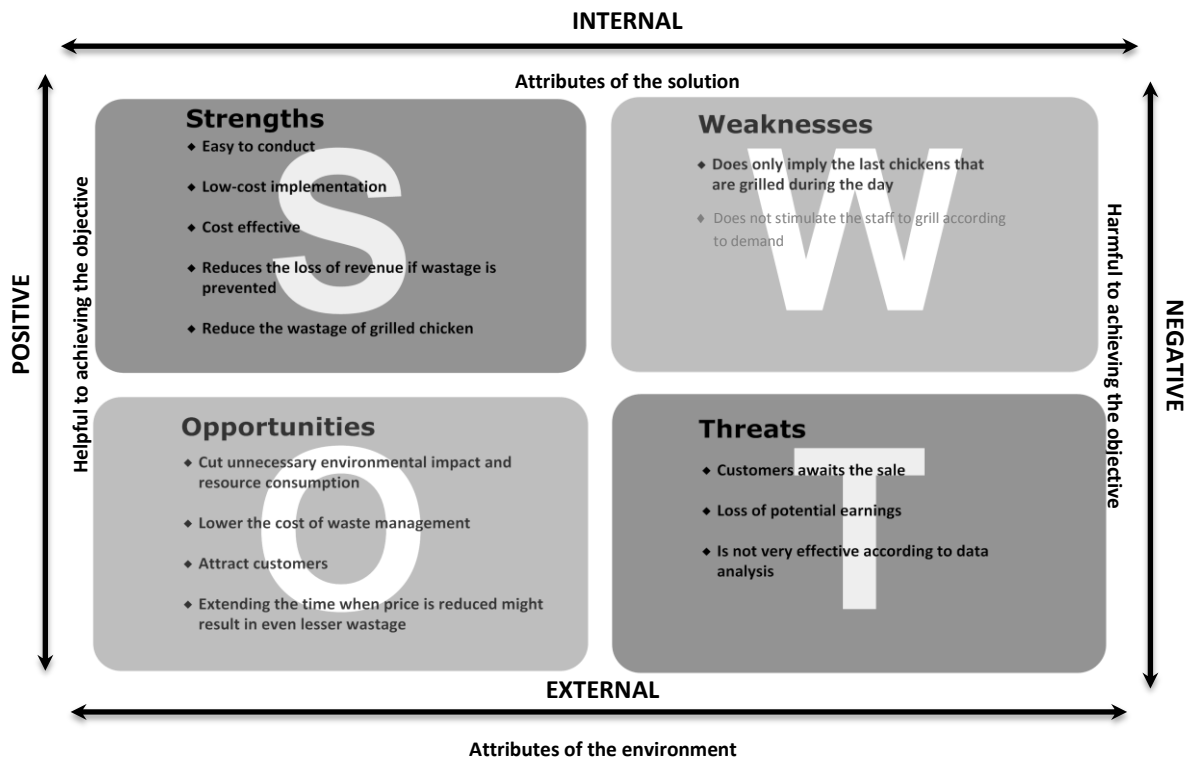 INTERNAL
Attributes of the solution
POSITIVE
Helpful to achieving the objective
Strengths
S
◆ Easy to conduct
◆ Low-cost implementation
◆ Cost effective
◆ Reduces the loss of revenue if wastage is
prevented
◆ Reduce the wastage of grilled chicken
Weaknesses
W
◆ Does only imply the last chickens that
are grilled during the day
◆ Does not stimulate the staff to grill according
to demand
Harmful to achieving the objective
NEGATIVE
Opportunities
O
◆ Cut unnecessary environmental impact and
resource consumption
◆ Lower the cost of waste management
◆ Attract customers
◆ Extending the time when price is reduced might
result in even lesser wastage
Threats
T
◆ Customers awaits the sale
◆ Loss of potential earnings
◆ Is not very effective according to data
analysis
EXTERNAL
Attributes of the environment